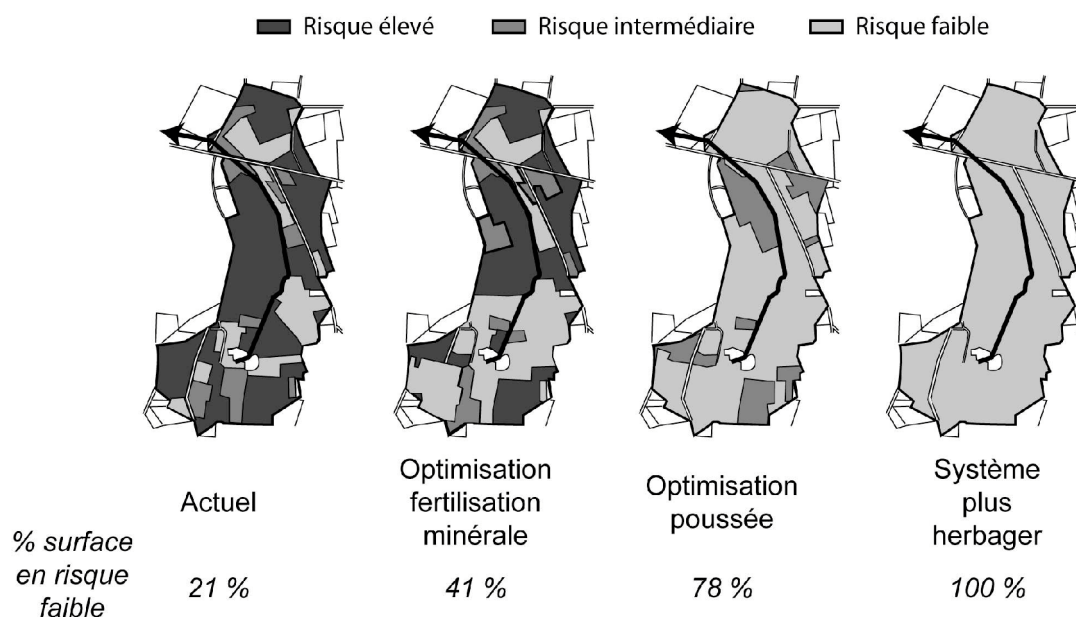 Risque élevé Risque intermédiaire Risque faible
Actuel
Optimisation
fertilisation
minérale
Optimisation
poussée
Système
plus
herbager
% surface
en risque
faible
21 % 41 % 78 % 100 %